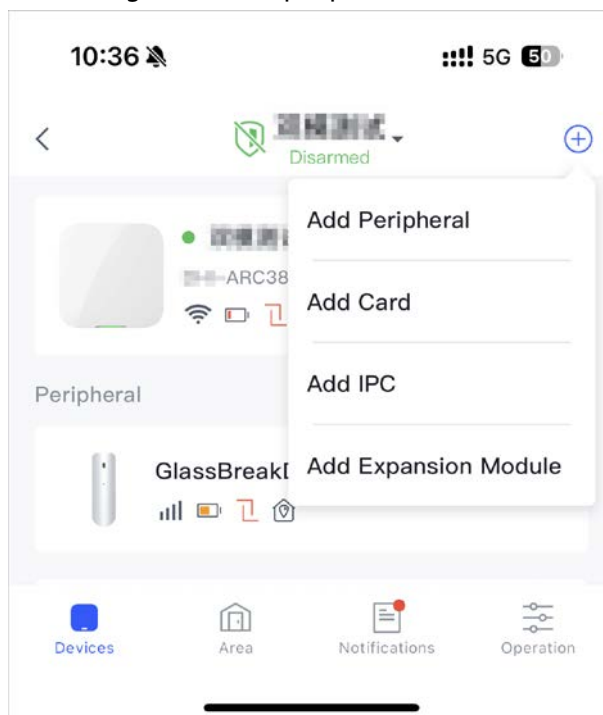 10:36
5G 50
Disarmed
Add Peripheral
ARC38
Add Card
Peripheral
Add IPC
GlassBreak
Add Expansion Module
Devices
Area
Notifications
Operation